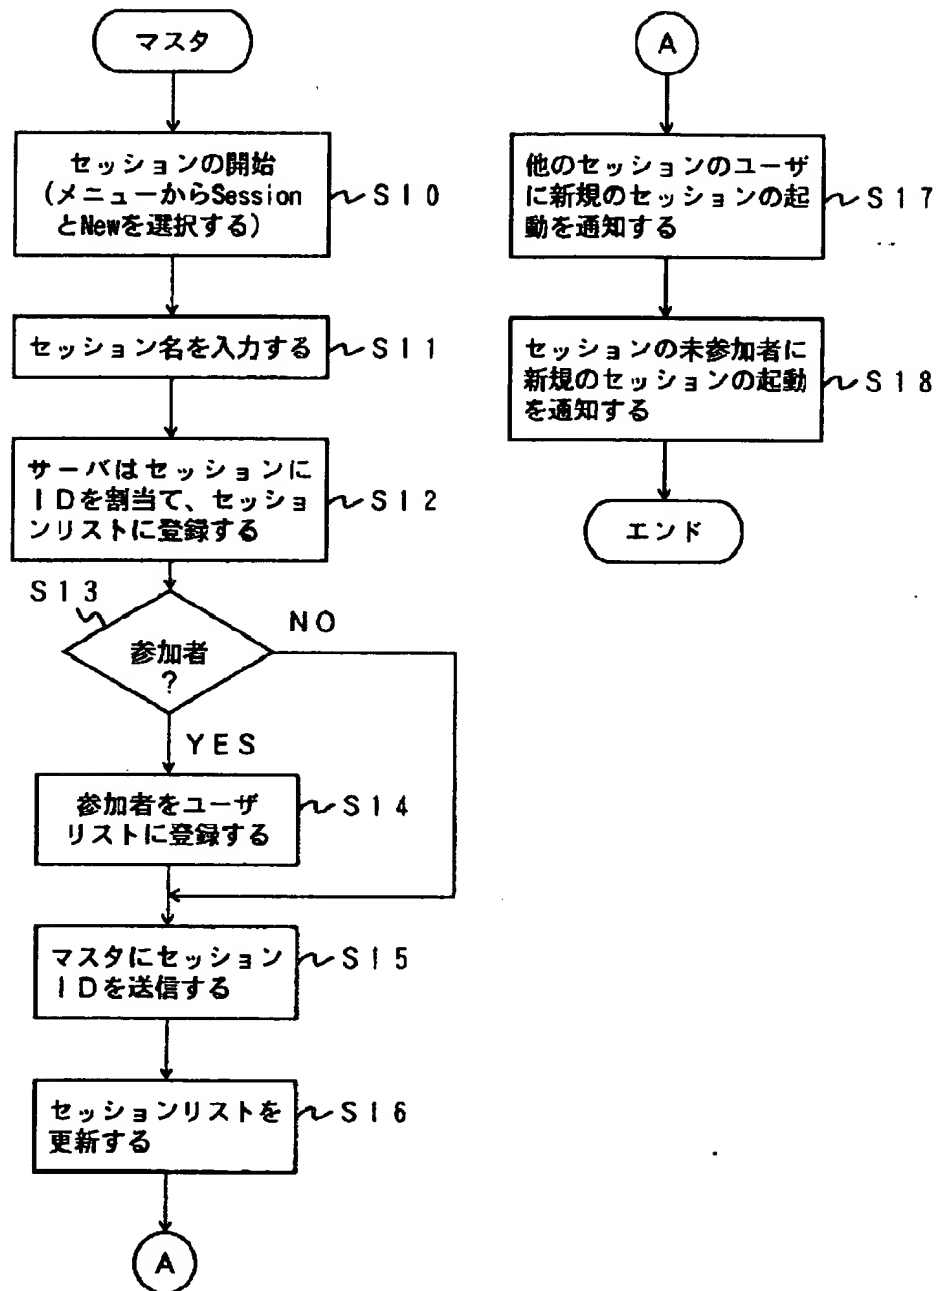 マスタ
セッションの開始
(メニューからSession
とNewを選択する)
S10
セッション名を入力する
S11
サーバはセッションに
IDを割当て、セッショ
ンリストに登録する
S12
S13
参加者
?
NO
YES
参加者をユーザ
リストに登録する
S14
マスタにセッション
IDを送信する
S15
セッションリストを
更新する
S16
A
A
他のセッションのユーザ
に新規のセッションの起
動を通知する
S17
セッションの未参加者に
新規のセッションの起動
を通知する
S18
エンド